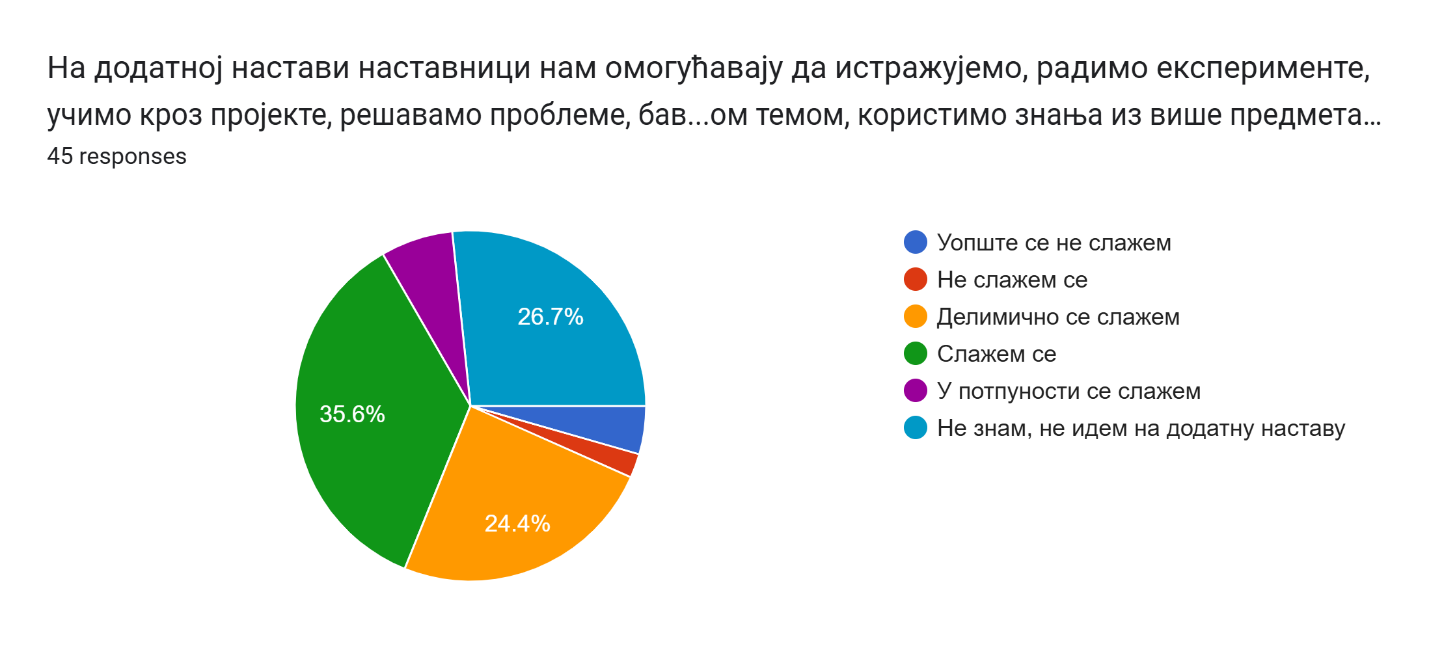 На додатној настави наставници нам омогућавају да истражујемо, радимо експерименте,
учимо кроз пројекте, решавамо проблеме, бав...ом темом, користимо знања из више предмета...
45 responses
26.7%
35.6%
24.4%
Уопште се не слажем
Не слажем се
Делимично се слажем
Слажем се
У потпуности се слажем
Не знам, не идем на додатну наставу